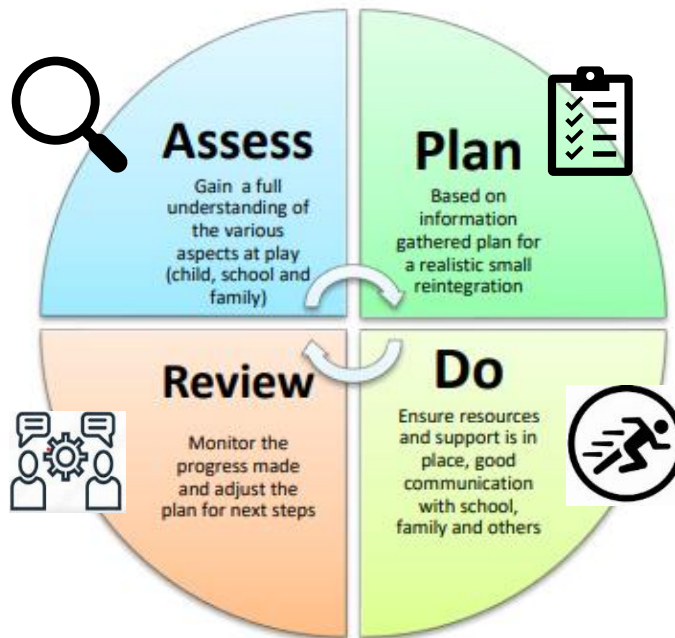 Assess
Gain a full
understanding of
the various
aspects at play
(child, school and
family)
Plan
Based on
information
gathered plan for
a realistic small
reintegration
Do
Ensure resources
and support is in
place, good
communication
with school,
family and others
Review
Monitor the
progress made
and adjust the
plan for next steps